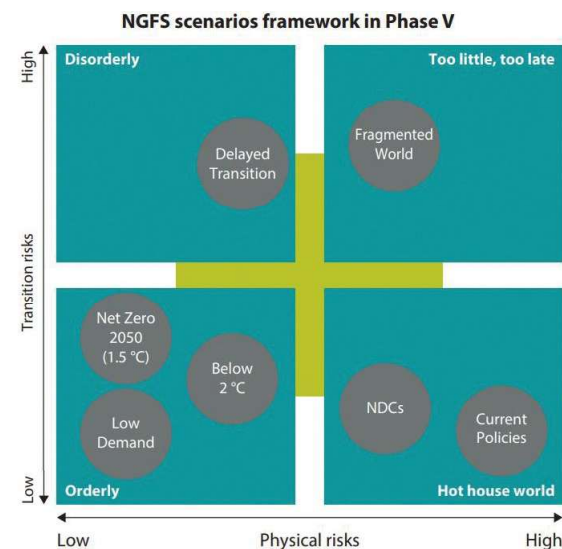 NGFS scenarios framework in Phase V
High
Disorderly
Too little, too late
Delayed
Transition
Fragmented
World
Transition risks
Net Zero
2050
(1.5 °C)
Below
2 °C
Low
Demand
NDCs
Current
Policies
Low
Orderly
Hot house world
Low
Physical risks
High